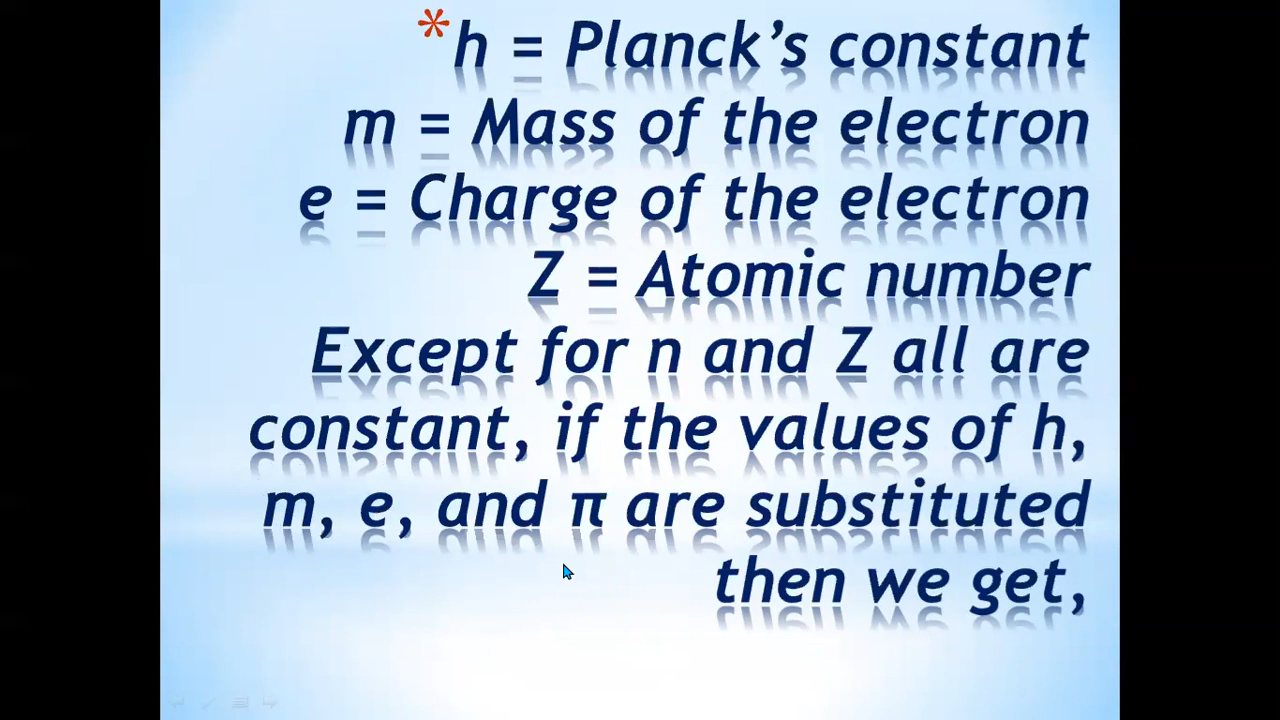 *h = Planck’s constant
m = Mass of the electron
e = Charge of the electron
Z = Atomic number
Except for n and Z all are
constant, if the values of h,
m, e, and π are substituted
then we get,